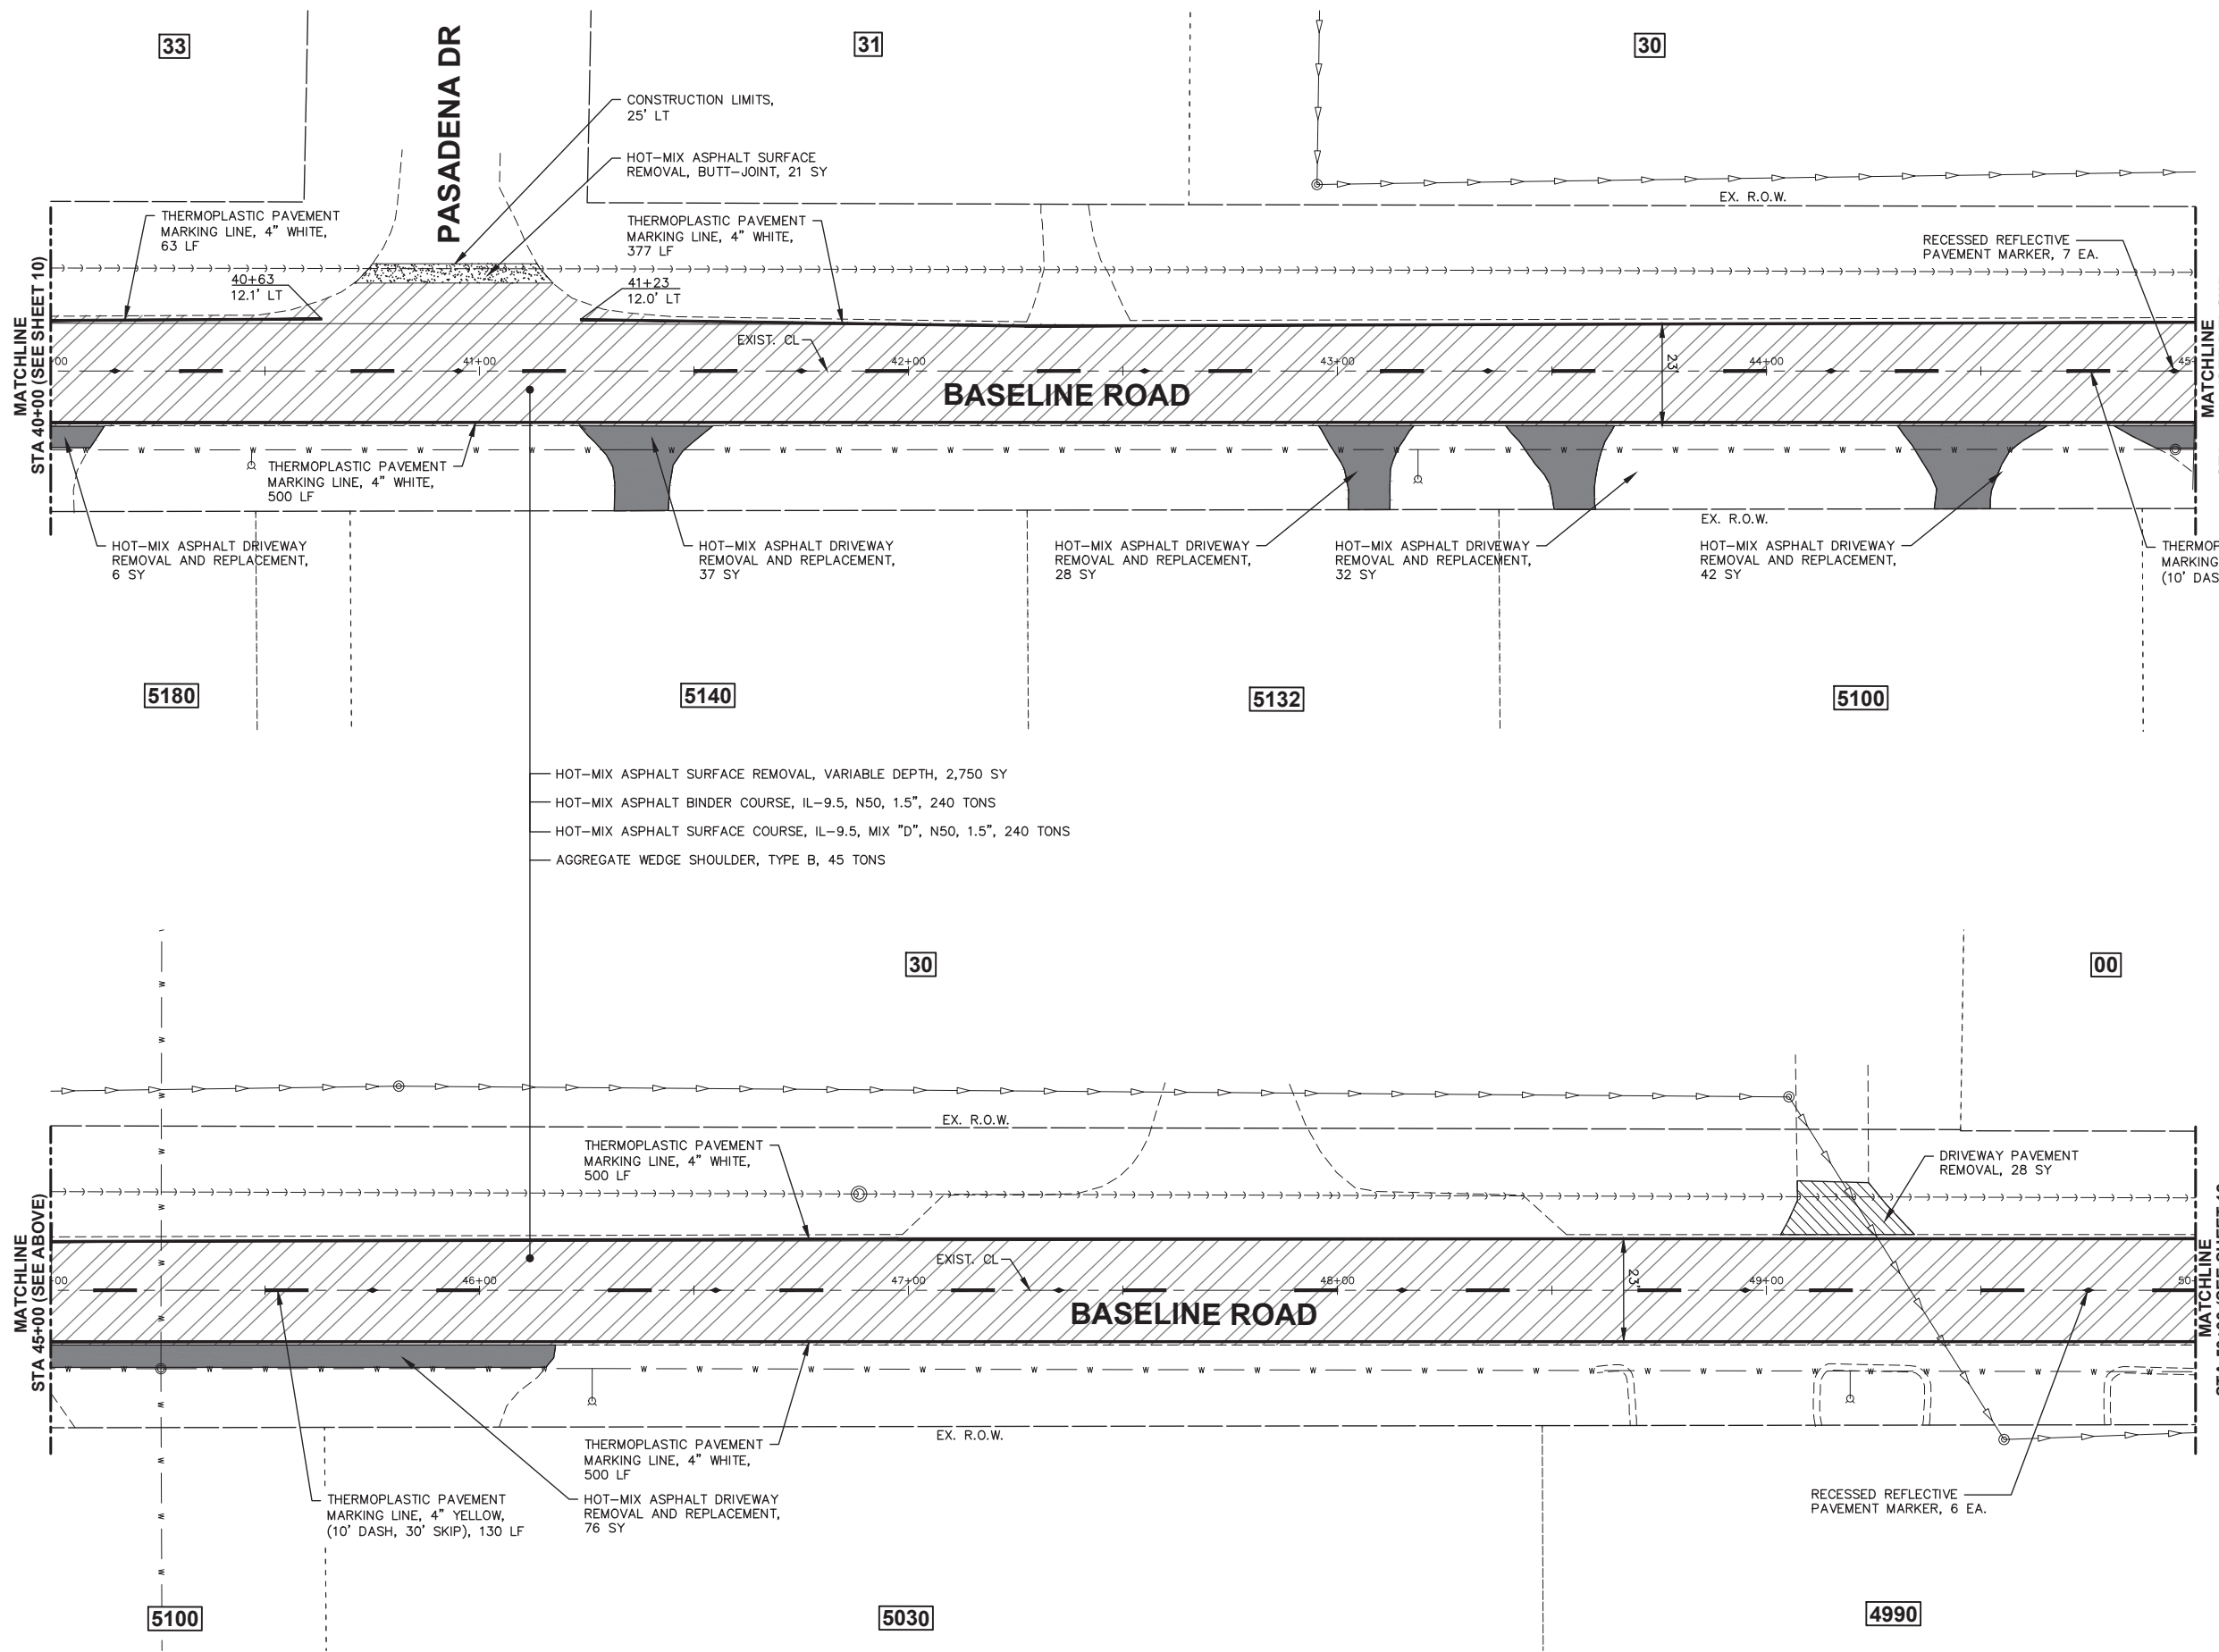 33
PASADENA DR
31
30
CONSTRUCTION LIMITS,
25' LT
HOT-MIX ASPHALT SURFACE
REMOVAL, BUTT-JOINT, 21 SY
EX. R.O.W.
THERMOPLASTIC PAVEMENT
MARKING LINE, 4" WHITE,
63 LF
THERMOPLASTIC PAVEMENT
MARKING LINE, 4" WHITE,
377 LF
RECESSED REFLECTIVE
PAVEMENT MARKER, 7 EA.
40+63
12.1' LT
41+23
12.0' LT
MATCHLINE
STA 40+00 (SEE SHEET 10)
MATCHLINE
EXIST. CL
00
41+00
42+00
43+00
44+00
45
23'
BASELINE ROAD
THERMOPLASTIC PAVEMENT
MARKING LINE, 4" WHITE,
500 LF
EX. R.O.W.
HOT-MIX ASPHALT DRIVEWAY
REMOVAL AND REPLACEMENT,
6 SY
HOT-MIX ASPHALT DRIVEWAY
REMOVAL AND REPLACEMENT,
37 SY
HOT-MIX ASPHALT DRIVEWAY
REMOVAL AND REPLACEMENT,
28 SY
HOT-MIX ASPHALT DRIVEWAY
REMOVAL AND REPLACEMENT,
32 SY
HOT-MIX ASPHALT DRIVEWAY
REMOVAL AND REPLACEMENT,
42 SY
THERMOP
MARKING
(10' DAS
5180
5140
5132
5100
HOT-MIX ASPHALT SURFACE REMOVAL, VARIABLE DEPTH, 2,750 SY
HOT-MIX ASPHALT BINDER COURSE, IL-9.5, N50, 1.5", 240 TONS
HOT-MIX ASPHALT SURFACE COURSE, IL-9.5, MIX "D", N50, 1.5", 240 TONS
AGGREGATE WEDGE SHOULDER, TYPE B, 45 TONS
30
00
EX. R.O.W.
THERMOPLASTIC PAVEMENT
MARKING LINE, 4" WHITE,
500 LF
DRIVEWAY PAVEMENT
REMOVAL, 28 SY
MATCHLINE
STA 45+00 (SEE ABOVE)
MATCHLINE
EXIST. CL
00
46+00
47+00
48+00
49+00
50
23'
BASELINE ROAD
EX. R.O.W.
THERMOPLASTIC PAVEMENT
MARKING LINE, 4" WHITE,
500 LF
THERMOPLASTIC PAVEMENT
MARKING LINE, 4" YELLOW,
(10' DASH, 30' SKIP), 130 LF
HOT-MIX ASPHALT DRIVEWAY
REMOVAL AND REPLACEMENT,
76 SY
RECESSED REFLECTIVE
PAVEMENT MARKER, 6 EA.
5100
5030
4990